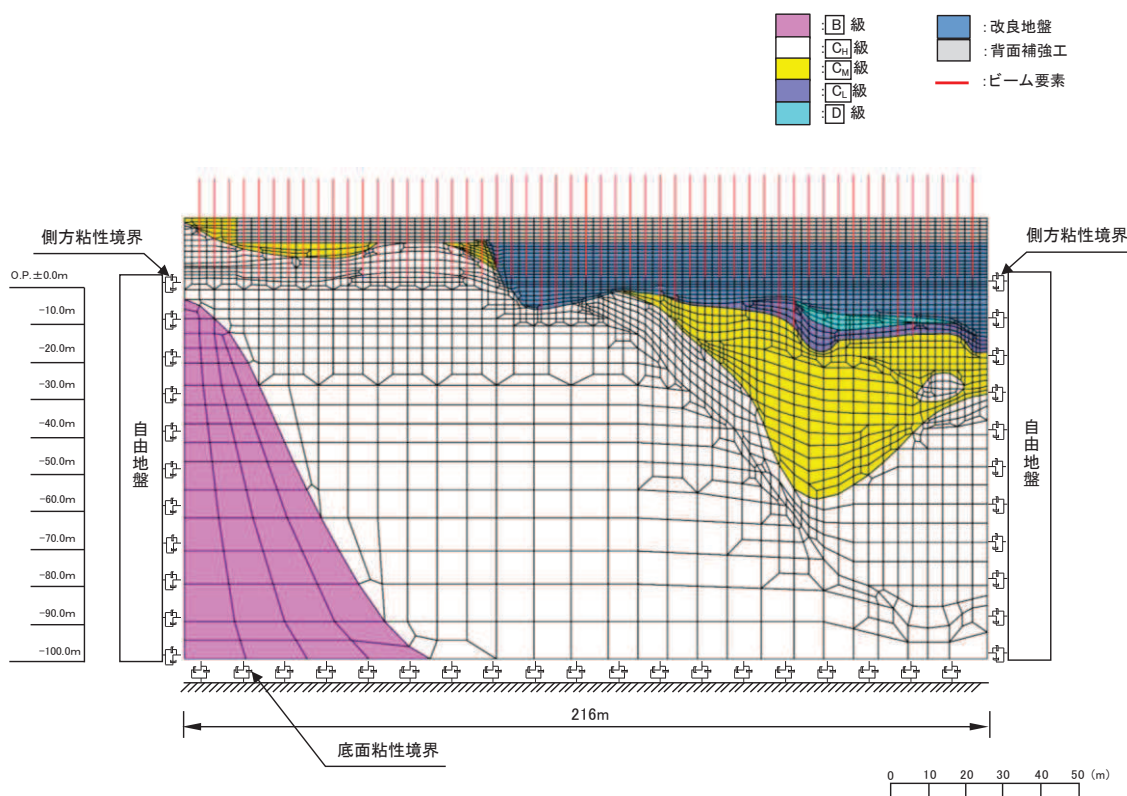 :B級
:CH級
:CM級
:CL級
:D級
:改良地盤
:背面補強工
:ビーム要素
側方粘性境界
側方粘性境界
O.P.±0.0m
-10.0m
-20.0m
-30.0m
-40.0m
-50.0m
-60.0m
-70.0m
-80.0m
-90.0m
-100.0m
自由地盤
自由地盤
216m
底面粘性境界
0 10 20 30 40 50 (m)